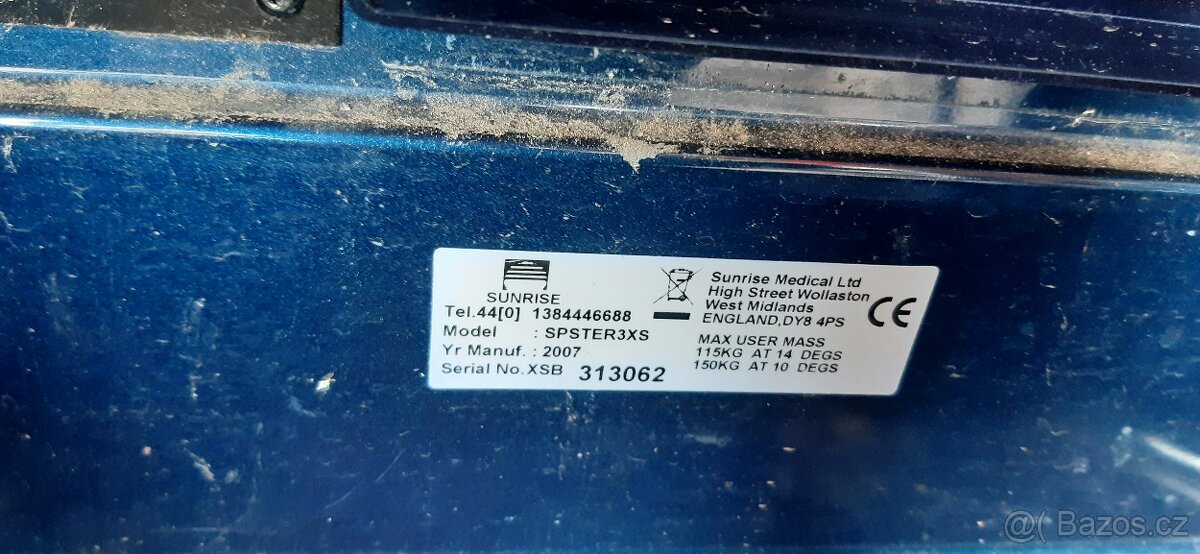 SUNRISE
Tel.44[0] 1384446688
Model : SPSTER3XS
Yr Manuf. : 2007
Serial No. XSB 313062
Sunrise Medical Ltd
High Street Wollaston
West Midlands
ENGLAND,DY8 4PS
CE
MAX USER MASS
115KG AT 14 DEGS
150KG AT 10 DEGS
@( Bazos.cz